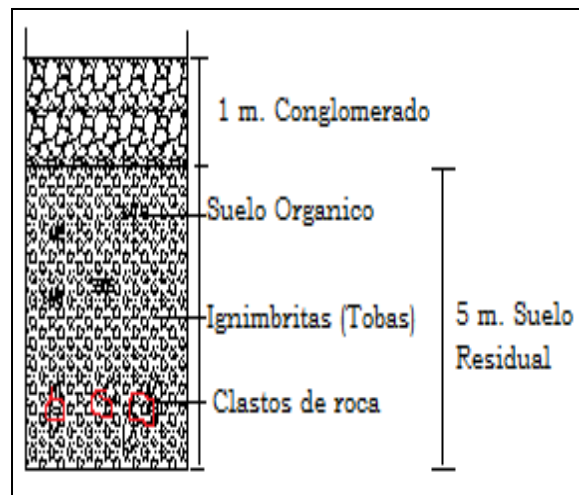 1 m. Conglomerado
Suelo Organico
Ignimbritas (Tobas)
5 m. Suelo
Residual
Clastos de roca